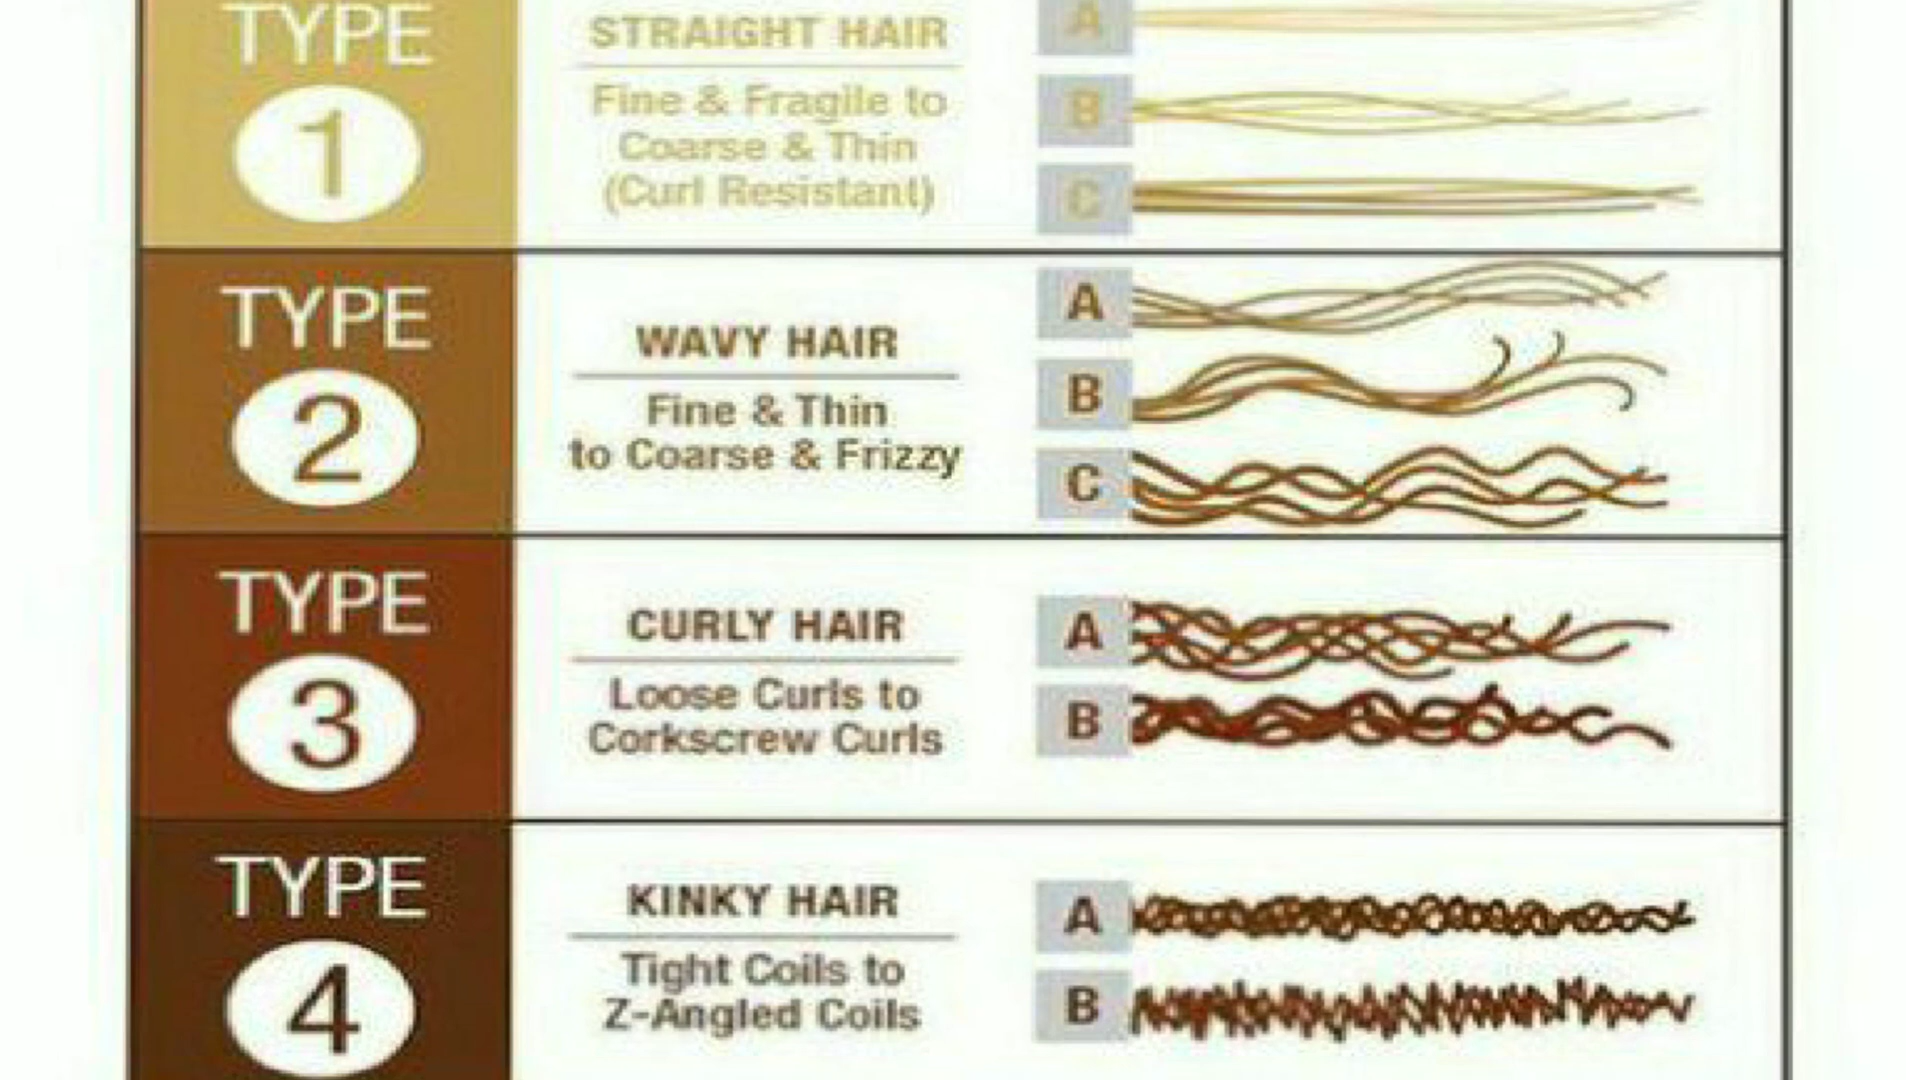 TYPE
1
STRAIGHT HAIR
Fine & Fragile to
Coarse & Thin
(Curl Resistant)
A
B
C
TYPE
2
WAVY HAIR
Fine & Thin
to Coarse & Frizzy
A
B
C
TYPE
3
CURLY HAIR
Loose Curls to
Corkscrew Curls
A
B
TYPE
4
KINKY HAIR
Tight Coils to
Z-Angled Coils
A
B